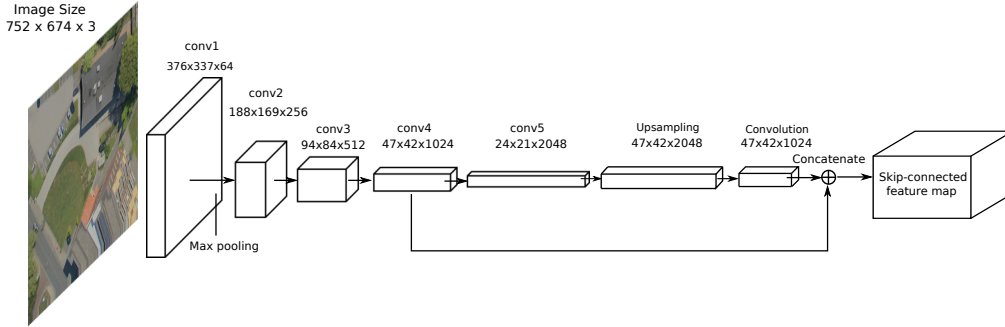 Image Size
752 x 674 x 3
conv1
376x337x64
conv2
188x169x256
conv3
94x84x512
conv4
47x42x1024
conv5
24x21x2048
Upsampling
47x42x2048
Convolution
47x42x1024
Concatenate
Skip-connected
feature map
Max pooling